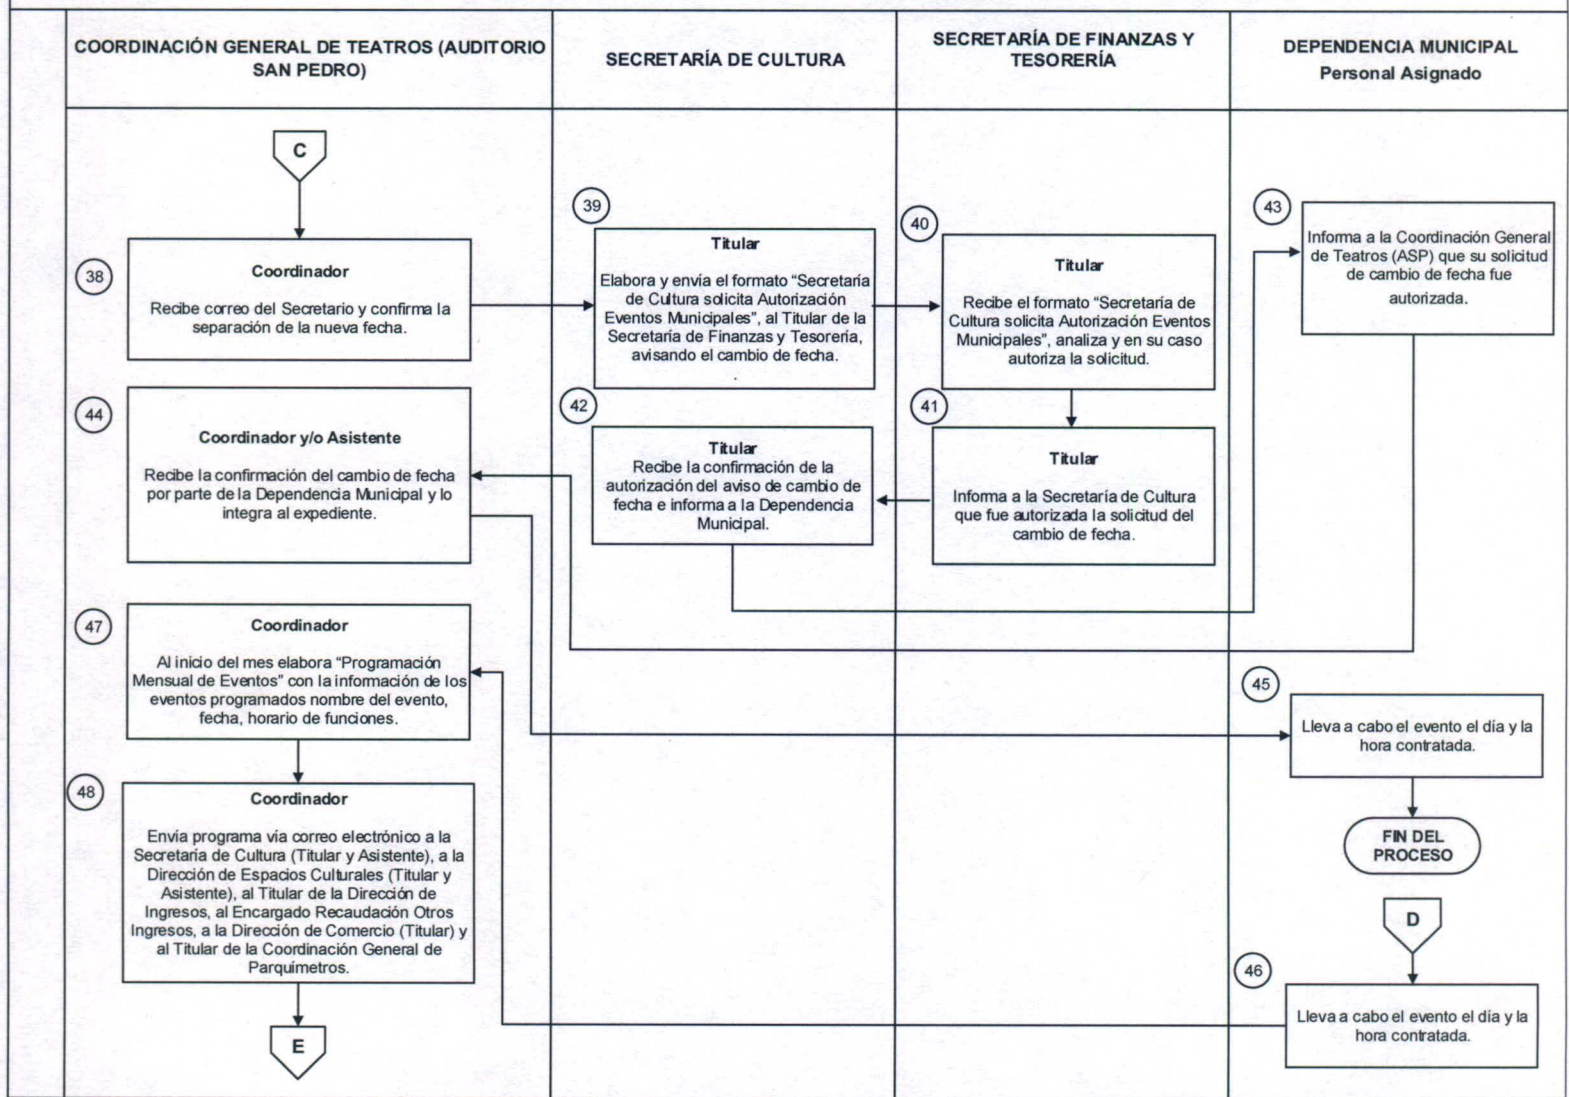 COORDINACIÓN GENERAL DE TEATROS (AUDITORIO
SAN PEDRO)
SECRETARÍA DE CULTURA
SECRETARÍA DE FINANZAS Y
TESORERÍA
DEPENDENCIA MUNICIPAL
Personal Asignado
C
38
Coordinador
Recibe correo del Secretario y confirma la
separación de la nueva fecha.
39
Titular
Elabora y envía el formato “Secretaría
de Cultura solicita Autorización
Eventos Municipales”, al Titular de la
Secretaría de Finanzas y Tesorería,
avisando el cambio de fecha.
40
Titular
Recibe el formato “Secretaría de
Cultura solicita Autorización Eventos
Municipales”, analiza y en su caso
autoriza la solicitud.
41
Titular
Informa a la Secretaría de Cultura
que fue autorizada la solicitud del
cambio de fecha.
42
Titular
Recibe la confirmación de la
autorización del aviso de cambio de
fecha e informa a la Dependencia
Municipal.
43
Informa a la Coordinación General
de Teatros (ASP) que su solicitud
de cambio de fecha fue
autorizada.
44
Coordinador y/o Asistente
Recibe la confirmación del cambio de fecha
por parte de la Dependencia Municipal y lo
integra al expediente.
45
Lleva a cabo el evento el día y la
hora contratada.
FIN DEL
PROCESO
D
46
Lleva a cabo el evento el día y la
hora contratada.
47
Coordinador
Al inicio del mes elabora “Programación
Mensual de Eventos” con la información de los
eventos programados nombre del evento,
fecha, horario de funciones.
48
Coordinador
Envía programa vía correo electrónico a la
Secretaría de Cultura (Titular y Asistente), a la
Dirección de Espacios Culturales (Titular y
Asistente), al Titular de la Dirección de
Ingresos, al Encargado Recaudación Otros
Ingresos, a la Dirección de Comercio (Titular) y
al Titular de la Coordinación General de
Parquímetros.
E